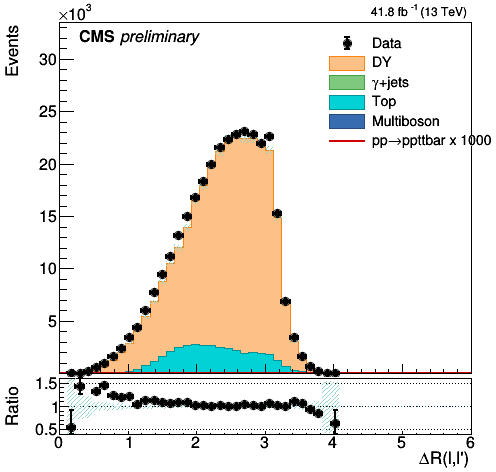 ×10³
41.8 fb⁻¹ (13 TeV)
CMS preliminary
Events
30
25
20
15
10
5
0
Data
DY
γ+jets
Top
Multiboson
pp→ppttbar x 1000
Ratio
1.5
1
0.5
0 1 2 3 4 5 6
ΔR(l,l')